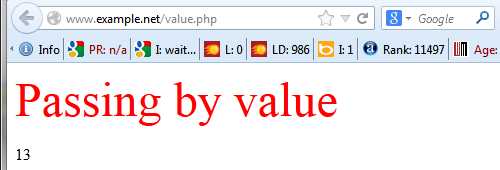 www.example.net/value.php
Google
Info PR: n/a I: wait... L: 0 LD: 986 I: 1 Rank: 11497 Age:
Passing by value
13